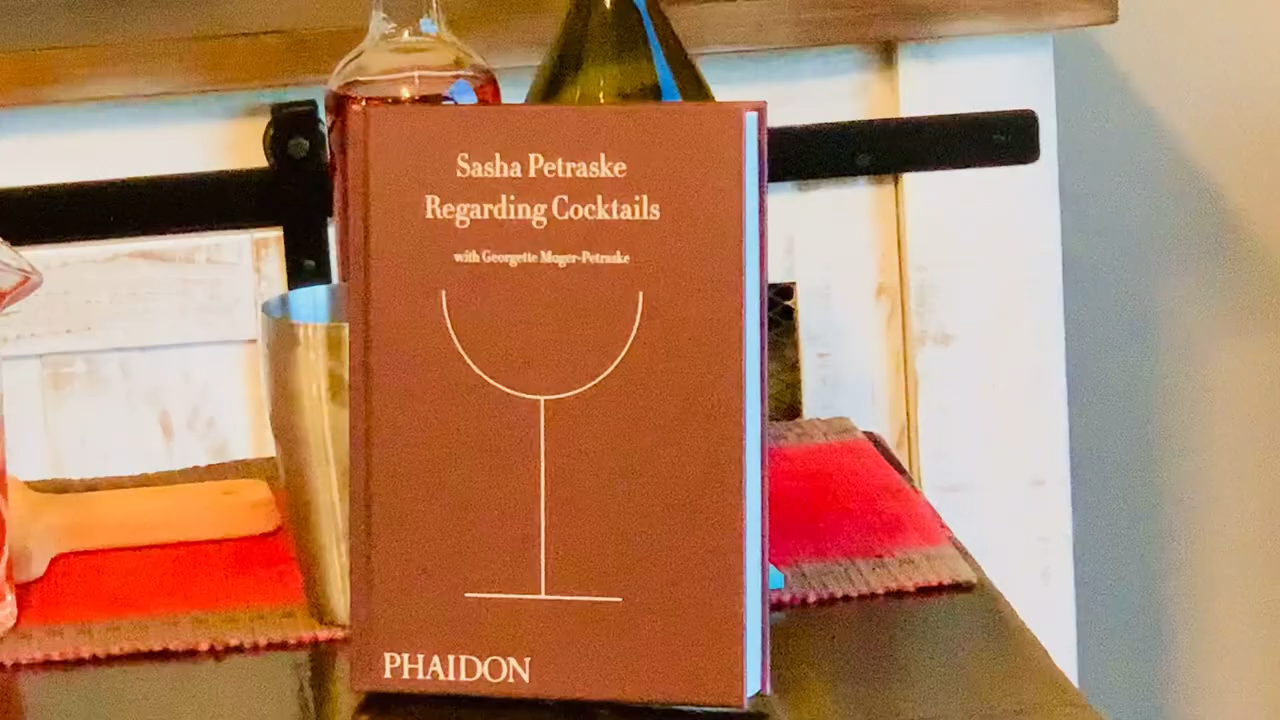 Sasha Petraske
Regarding Cocktails
with Georgette Moger-Petraske
PHAIDON